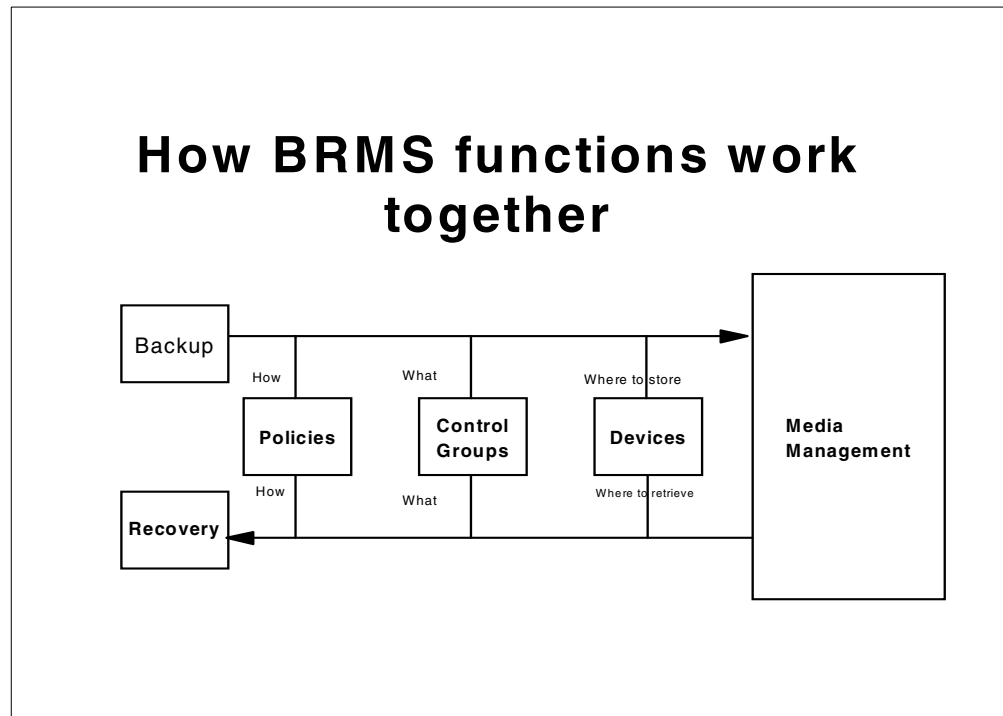 How BRMS functions work
together
Backup
How
What
Where to store
Policies
Control
Groups
Devices
Media
Management
How
What
Where to retrieve
Recovery